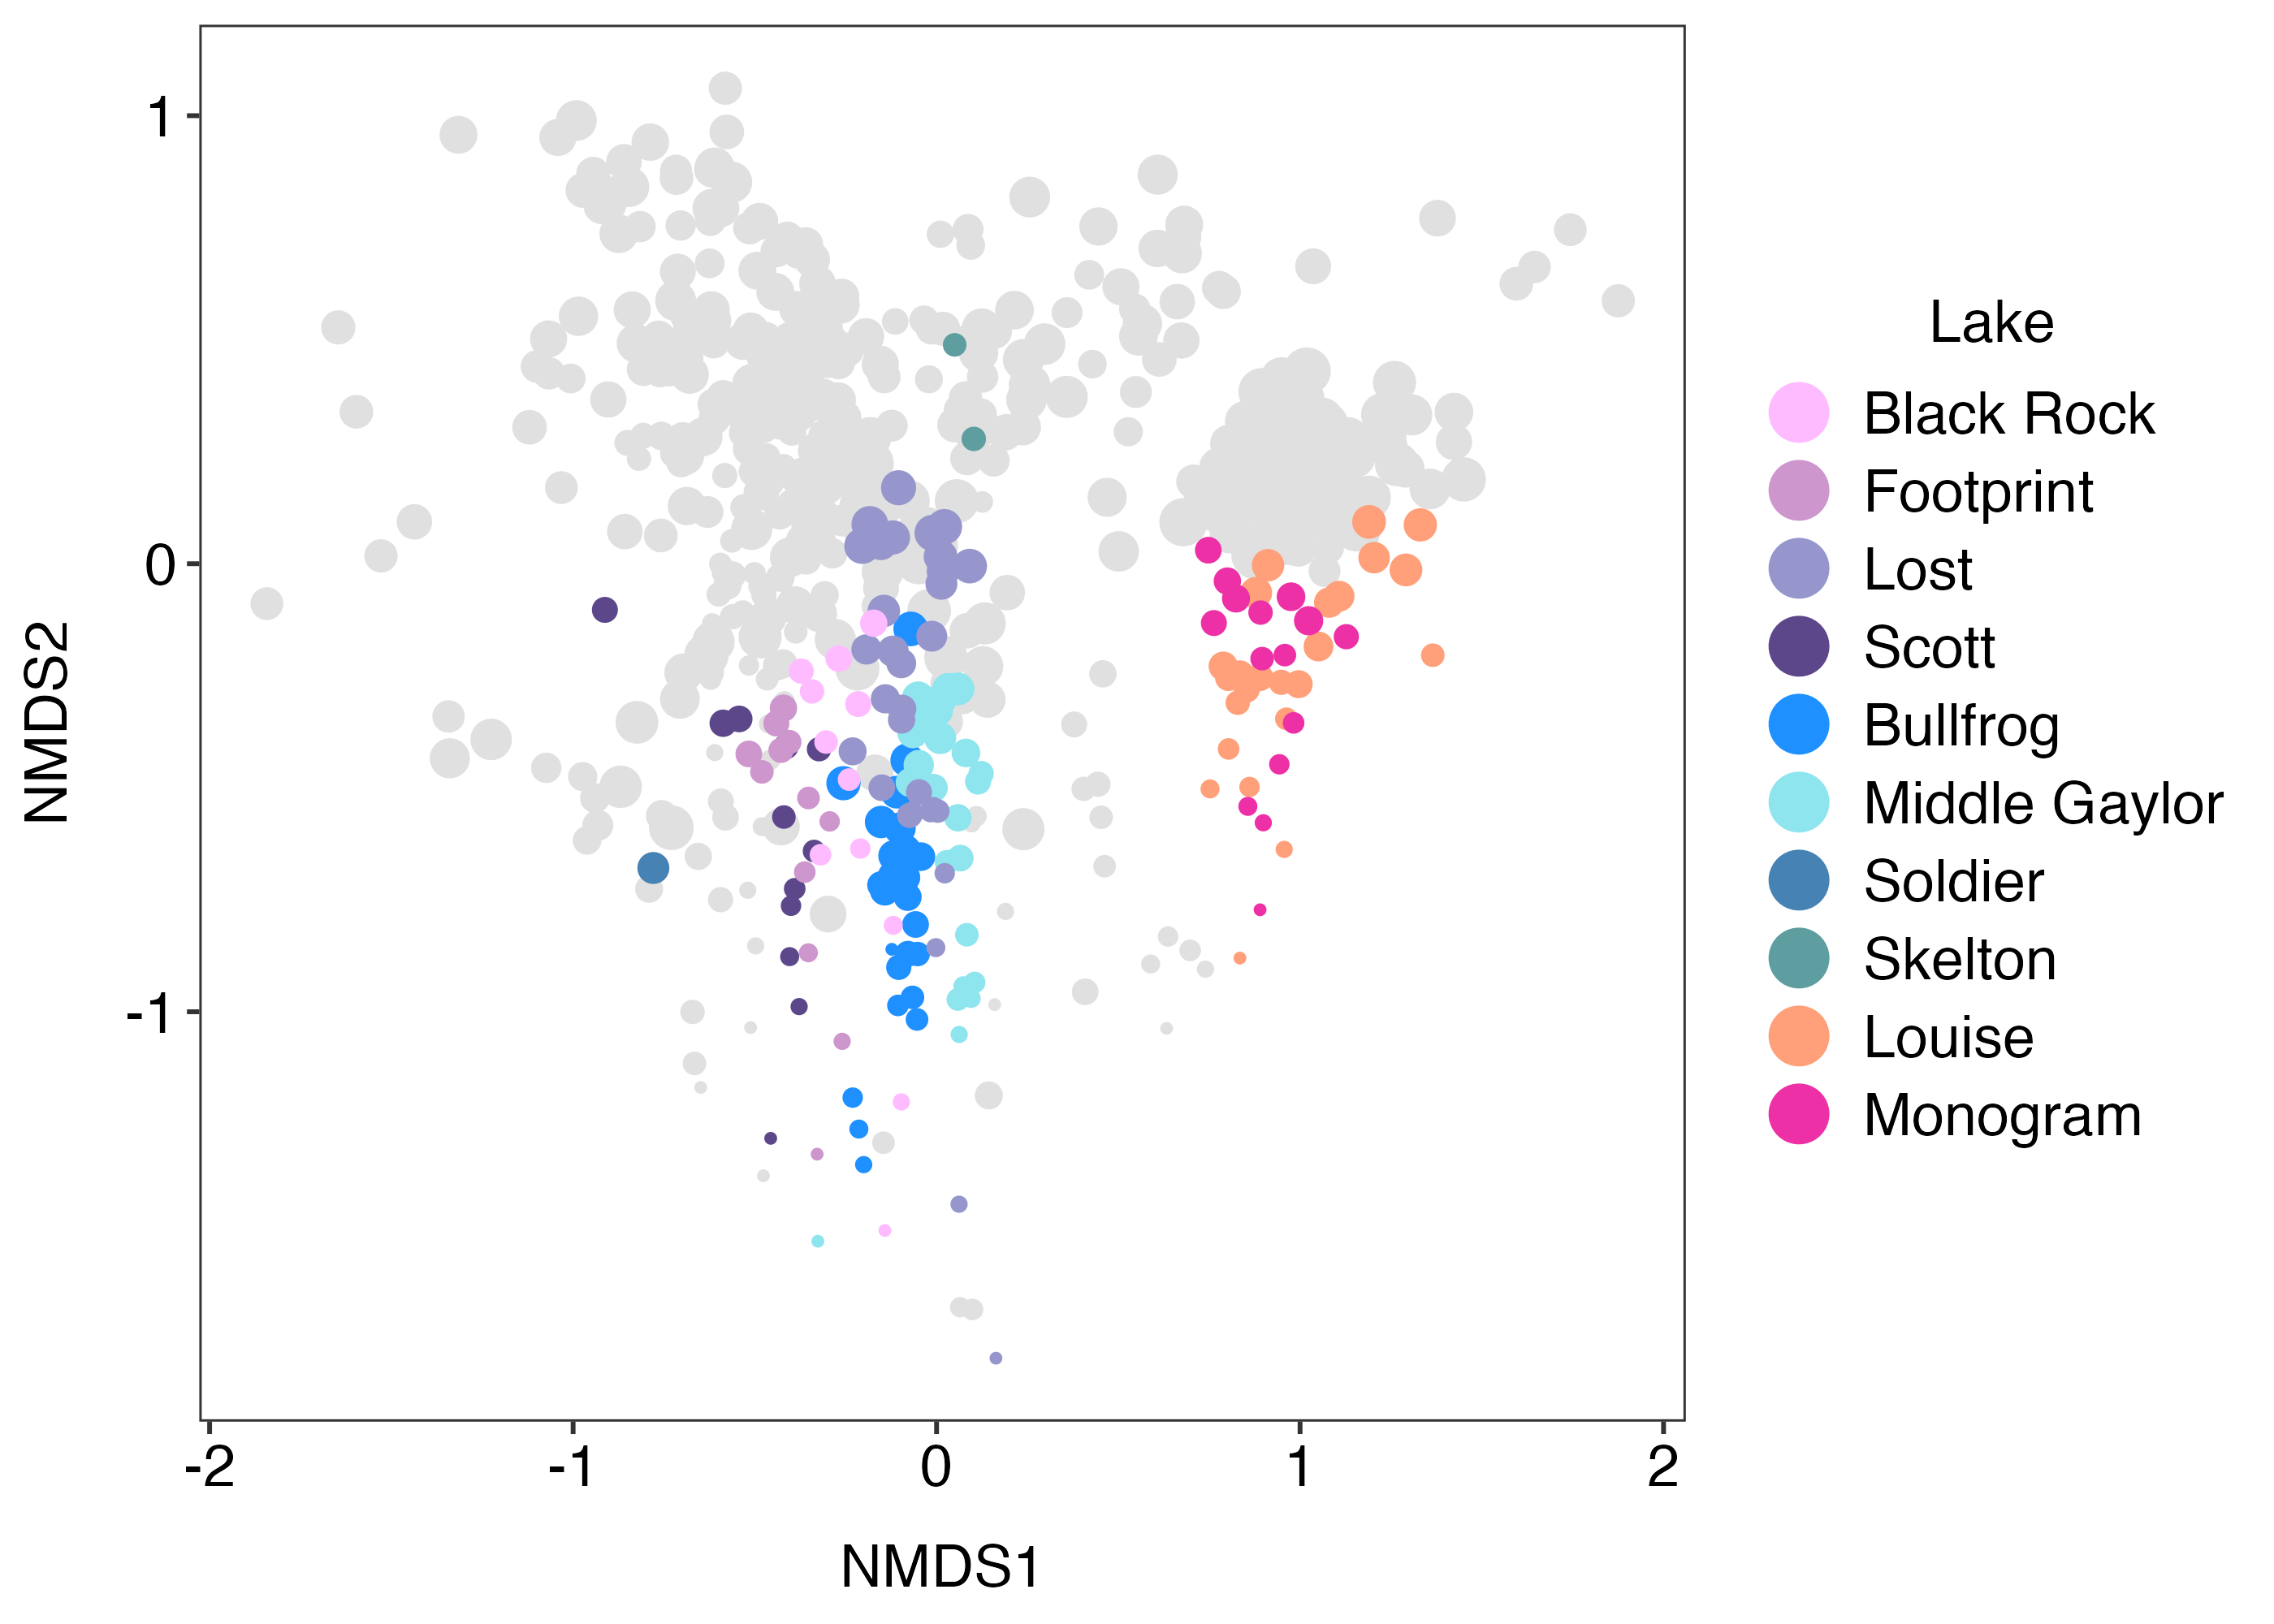 1
0
-1
NMDS2
-2
-1
0
1
2
NMDS1
Lake
Black Rock
Footprint
Lost
Scott
Bullfrog
Middle Gaylor
Soldier
Skelton
Louise
Monogram